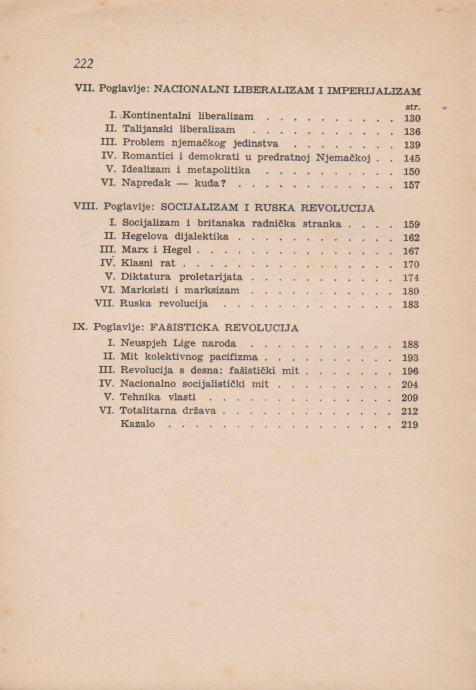 222
VII. Poglavlje: NACIONALNI LIBERALIZAM I IMPERIJALIZAM
str.
I. Kontinentalni liberalizam . . . . . . . . . . 130
II. Talijanski liberalizam . . . . . . . . . . . 136
III. Problem njemačkog jedinstva . . . . . . . . 139
IV. Romantici i demokrati u predratnoj Njemačkoj . . 145
V. Idealizam i metapolitika . . . . . . . . . . 150
VI. Napredak — kuda? . . . . . . . . . . . . 157
VIII. Poglavlje: SOCIJALIZAM I RUSKA REVOLUCIJA
I. Socijalizam i britanska radnička stranka . . . . 159
II. Hegelova dijalektika . . . . . . . . . . . . 162
III. Marx i Hegel . . . . . . . . . . . . . . 167
IV. Klasni rat . . . . . . . . . . . . . . . 170
V. Diktatura proletarijata . . . . . . . . . . . 174
VI. Marksisti i marksizam . . . . . . . . . . . 180
VII. Ruska revolucija . . . . . . . . . . . . 183
IX. Poglavlje: FAŠISTIČKA REVOLUCIJA
I. Neuspjeh Lige naroda . . . . . . . . . . . 188
II. Mit kolektivnog pacifizma . . . . . . . . . . 193
III. Revolucija s desna: fašistički mit . . . . . . . 196
IV. Nacionalno socijalistički mit . . . . . . . . . 204
V. Tehnika vlasti . . . . . . . . . . . . . . 209
VI. Totalitarna država . . . . . . . . . . . . . 212
Kazalo . . . . . . . . . . . . . . . . 219